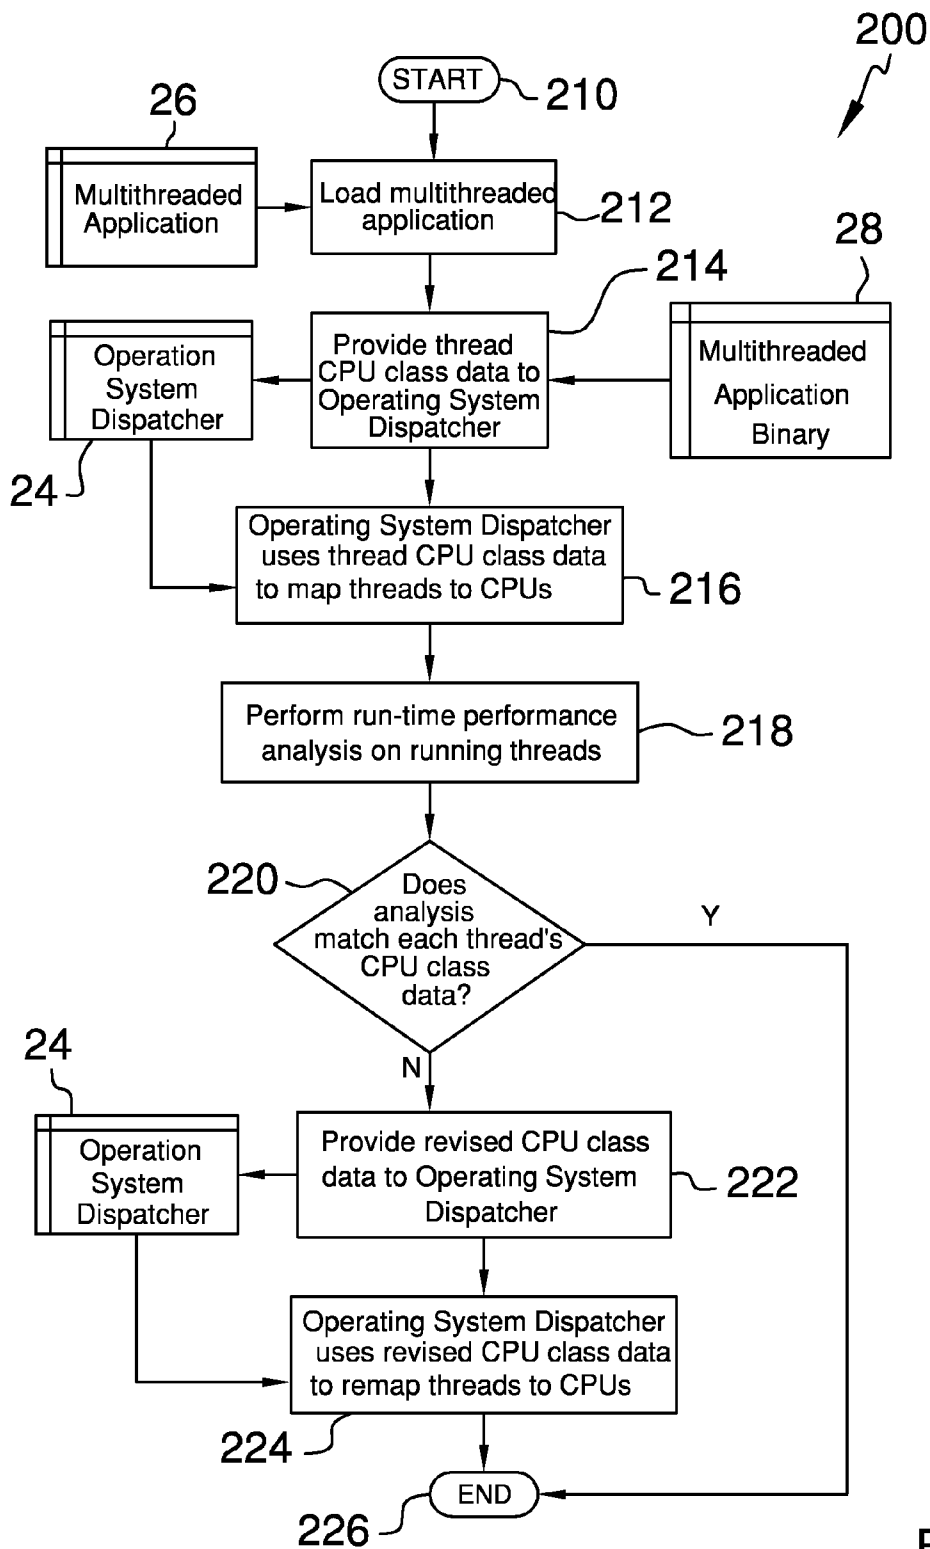 200
START
210
26
Multithreaded
Application
Load multithreaded
application
212
28
214
Operation
System
Dispatcher
24
Provide thread
CPU class data to
Operating System
Dispatcher
Multithreaded
Application
Binary
Operating System Dispatcher
uses thread CPU class data
to map threads to CPUs
216
Perform run-time performance
analysis on running threads
218
220
Does
analysis
match each thread's
CPU class
data?
Y
N
24
Operation
System
Dispatcher
Provide revised CPU class
data to Operating System
Dispatcher
222
Operating System Dispatcher
uses revised CPU class data
to remap threads to CPUs
224
END
226